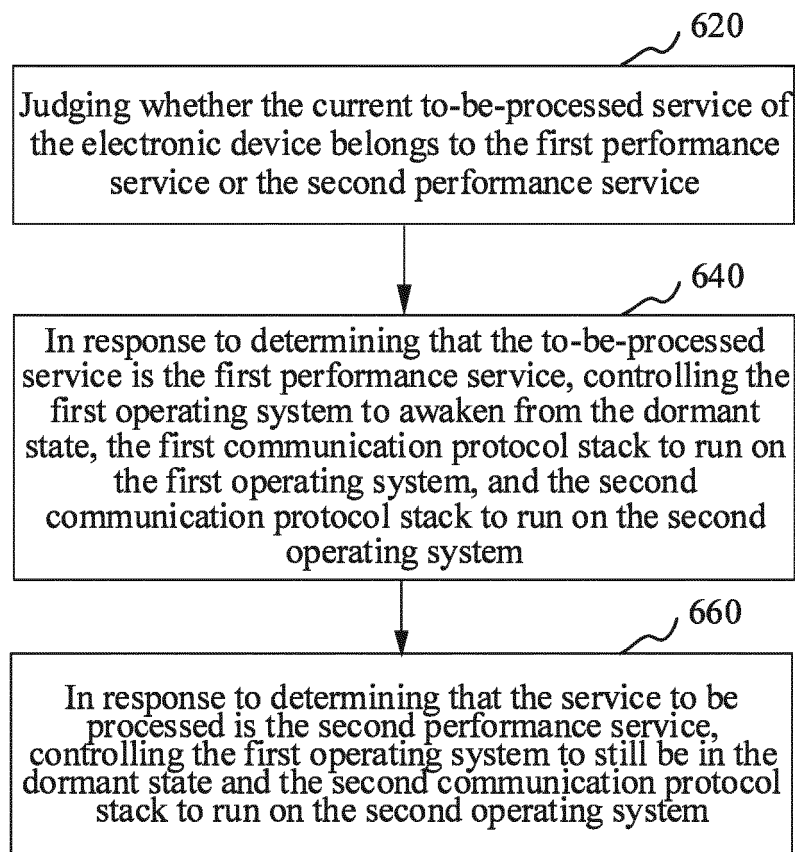 620
Judging whether the current to-be-processed service of
the electronic device belongs to the first performance
service or the second performance service
640
In response to determining that the to-be-processed
service is the first performance service, controlling the
first operating system to awaken from the dormant
state, the first communication protocol stack to run on
the first operating system, and the second
communication protocol stack to run on the second
operating system
660
In response to determining that the service to be
processed is the second performance service,
controlling the first operating system to still be in the
dormant state and the second communication protocol
stack to run on the second operating system